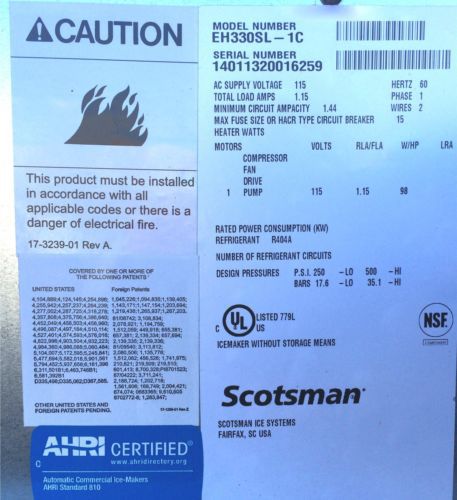 CAUTION
This product must be installed
in accordance with all
applicable codes or there is a
danger of electrical fire.
17-3239-01 Rev A.
COVERED BY ONE OR MORE OF
THE FOLLOWING PATENTS:
United States
Foreign Patents
OTHER UNITED STATES AND
FOREIGN PATENTS PENDING.
AHRI CERTIFIED®
www.ahridirectory.org
Automatic Commercial Ice-Makers
AHRI Standard 810
MODEL NUMBER
EH330SL-1C
SERIAL NUMBER
14011320016259
AC SUPPLY VOLTAGE 115 HERTZ 60
TOTAL LOAD AMPS 1.15 PHASE 1
MINIMUM CIRCUIT AMPACITY 1.44 WIRES 2
MAX FUSE SIZE OR HACR TYPE CIRCUIT BREAKER 15
HEATER WATTS
MOTORS VOLTS RLA/FLA W/HP LRA
COMPRESSOR
FAN
DRIVE
1 PUMP 115 1.15 98
RATED POWER CONSUMPTION (KW)
REFRIGERANT R404A
NUMBER OF REFRIGERANT CIRCUITS
DESIGN PRESSURES P.S.I. 250 -LO 500 -HI
BARS 17.6 -LO 35.1 -HI
C UL US LISTED 779L
NSF
ICEMAKER WITHOUT STORAGE MEANS
Scotsman
SCOTSMAN ICE SYSTEMS
FAIRFAX, SC USA